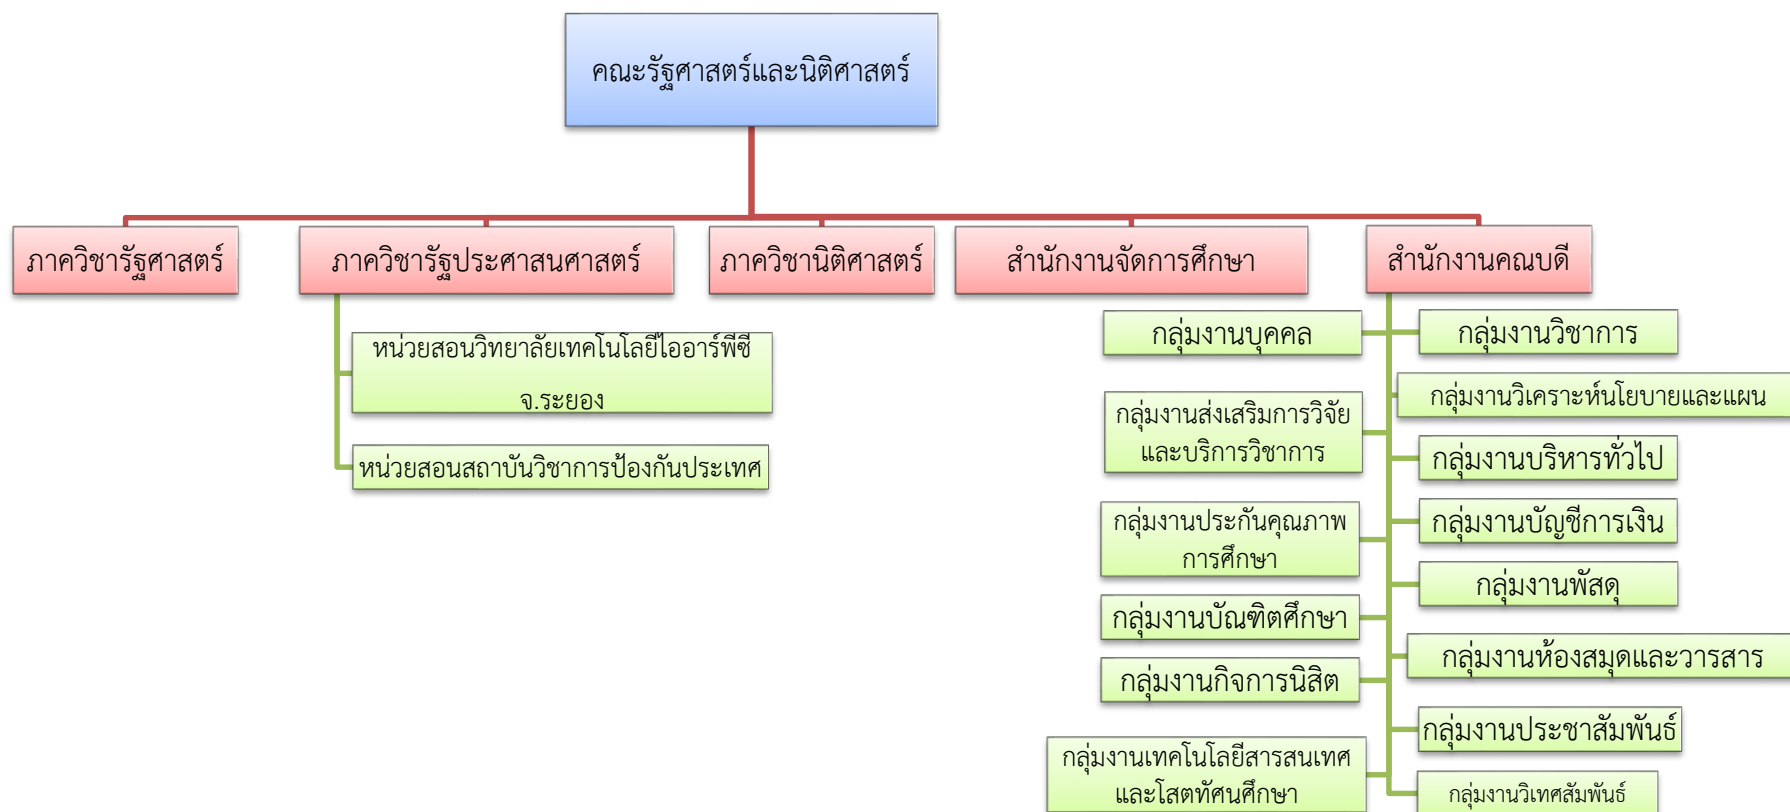 คณะรัฐศาสตร์และนิติศาสตร์
ภาควิชารัฐศาสตร์
ภาควิชารัฐประศาสนศาสตร์
ภาควิชานิติศาสตร์
สำนักงานจัดการศึกษา
สำนักงานคณบดี
หน่วยสอนวิทยาลัยเทคโนโลยีไออาร์พีซี
จ.ระยอง
หน่วยสอนสถาบันวิชาการป้องกันประเทศ
กลุ่มงานบุคคล
กลุ่มงานส่งเสริมการวิจัย
และบริการวิชาการ
กลุ่มงานประกันคุณภาพ
การศึกษา
กลุ่มงานบัณฑิตศึกษา
กลุ่มงานกิจการนิสิต
กลุ่มงานเทคโนโลยีสารสนเทศ
และโสตทัศนศึกษา
กลุ่มงานวิชาการ
กลุ่มงานวิเคราะห์นโยบายและแผน
กลุ่มงานบริหารทั่วไป
กลุ่มงานบัญชีการเงิน
กลุ่มงานพัสดุ
กลุ่มงานห้องสมุดและวารสาร
กลุ่มงานประชาสัมพันธ์
กลุ่มงานวิเทศสัมพันธ์